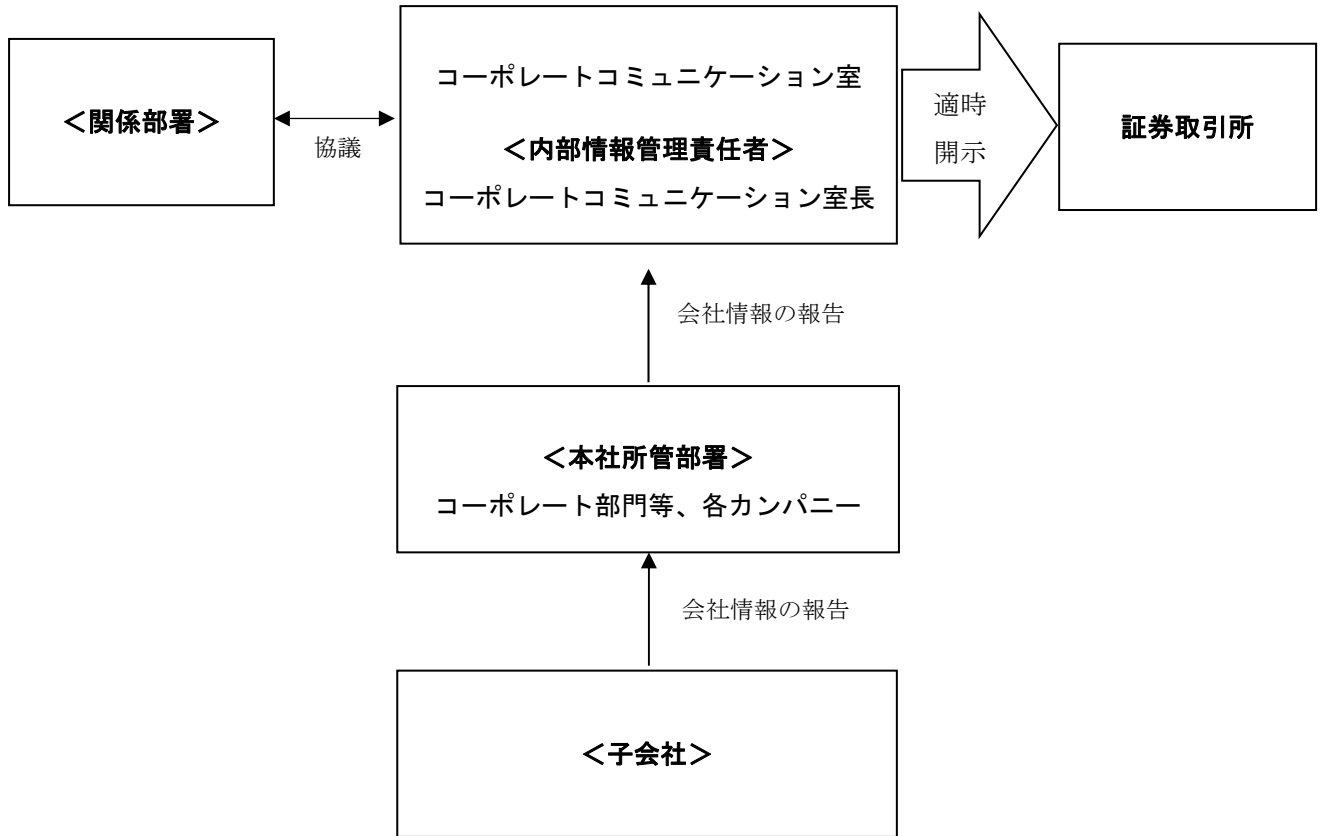 コーポレートコミュニケーション室
＜関係部署＞
協議
＜内部情報管理責任者＞
コーポレートコミュニケーション室長
適時
開示
証券取引所
会社情報の報告
＜本社所管部署＞
コーポレート部門等、各カンパニー
会社情報の報告
＜子会社＞